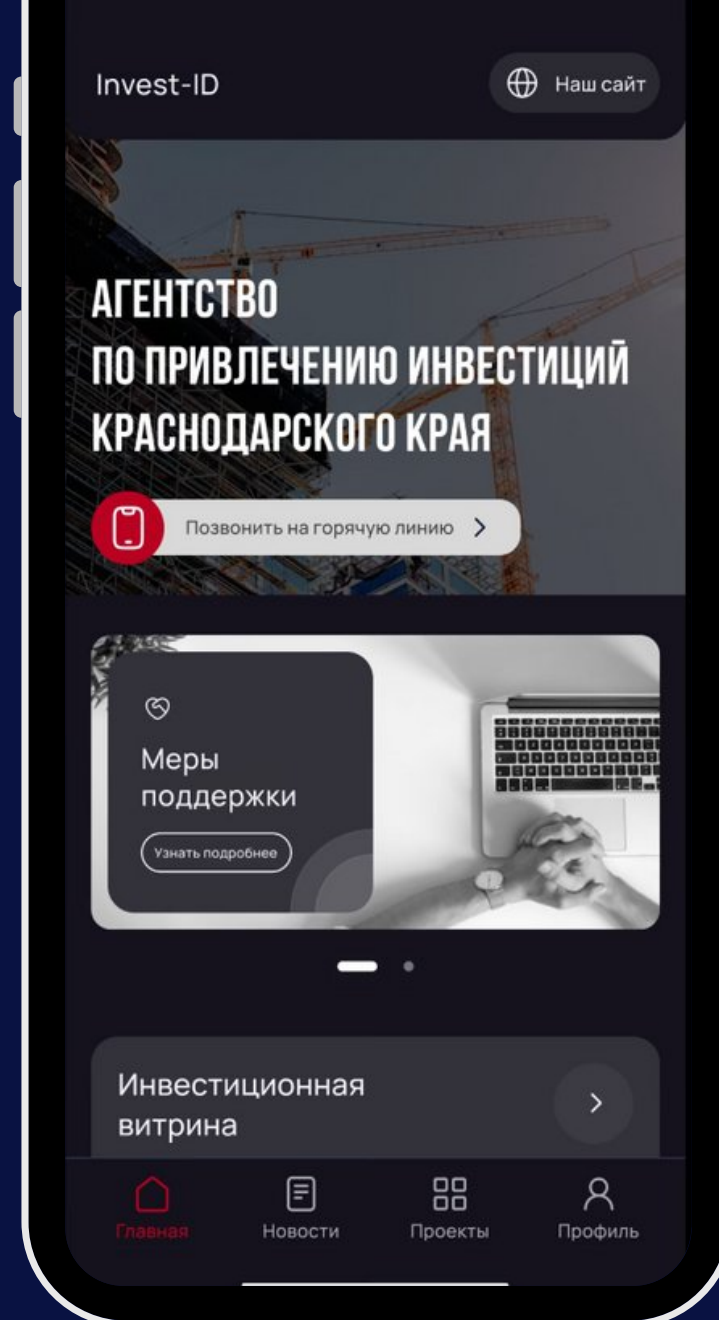 Invest-ID
Наш сайт
АГЕНТСТВО
ПО ПРИВЛЕЧЕНИЮ ИНВЕСТИЦИЙ
КРАСНОДАРСКОГО КРАЯ
Позвонить на горячую линию
Меры
поддержки
Узнать подробнее
Инвестиционная
витрина
Главная
Новости
Проекты
Профиль